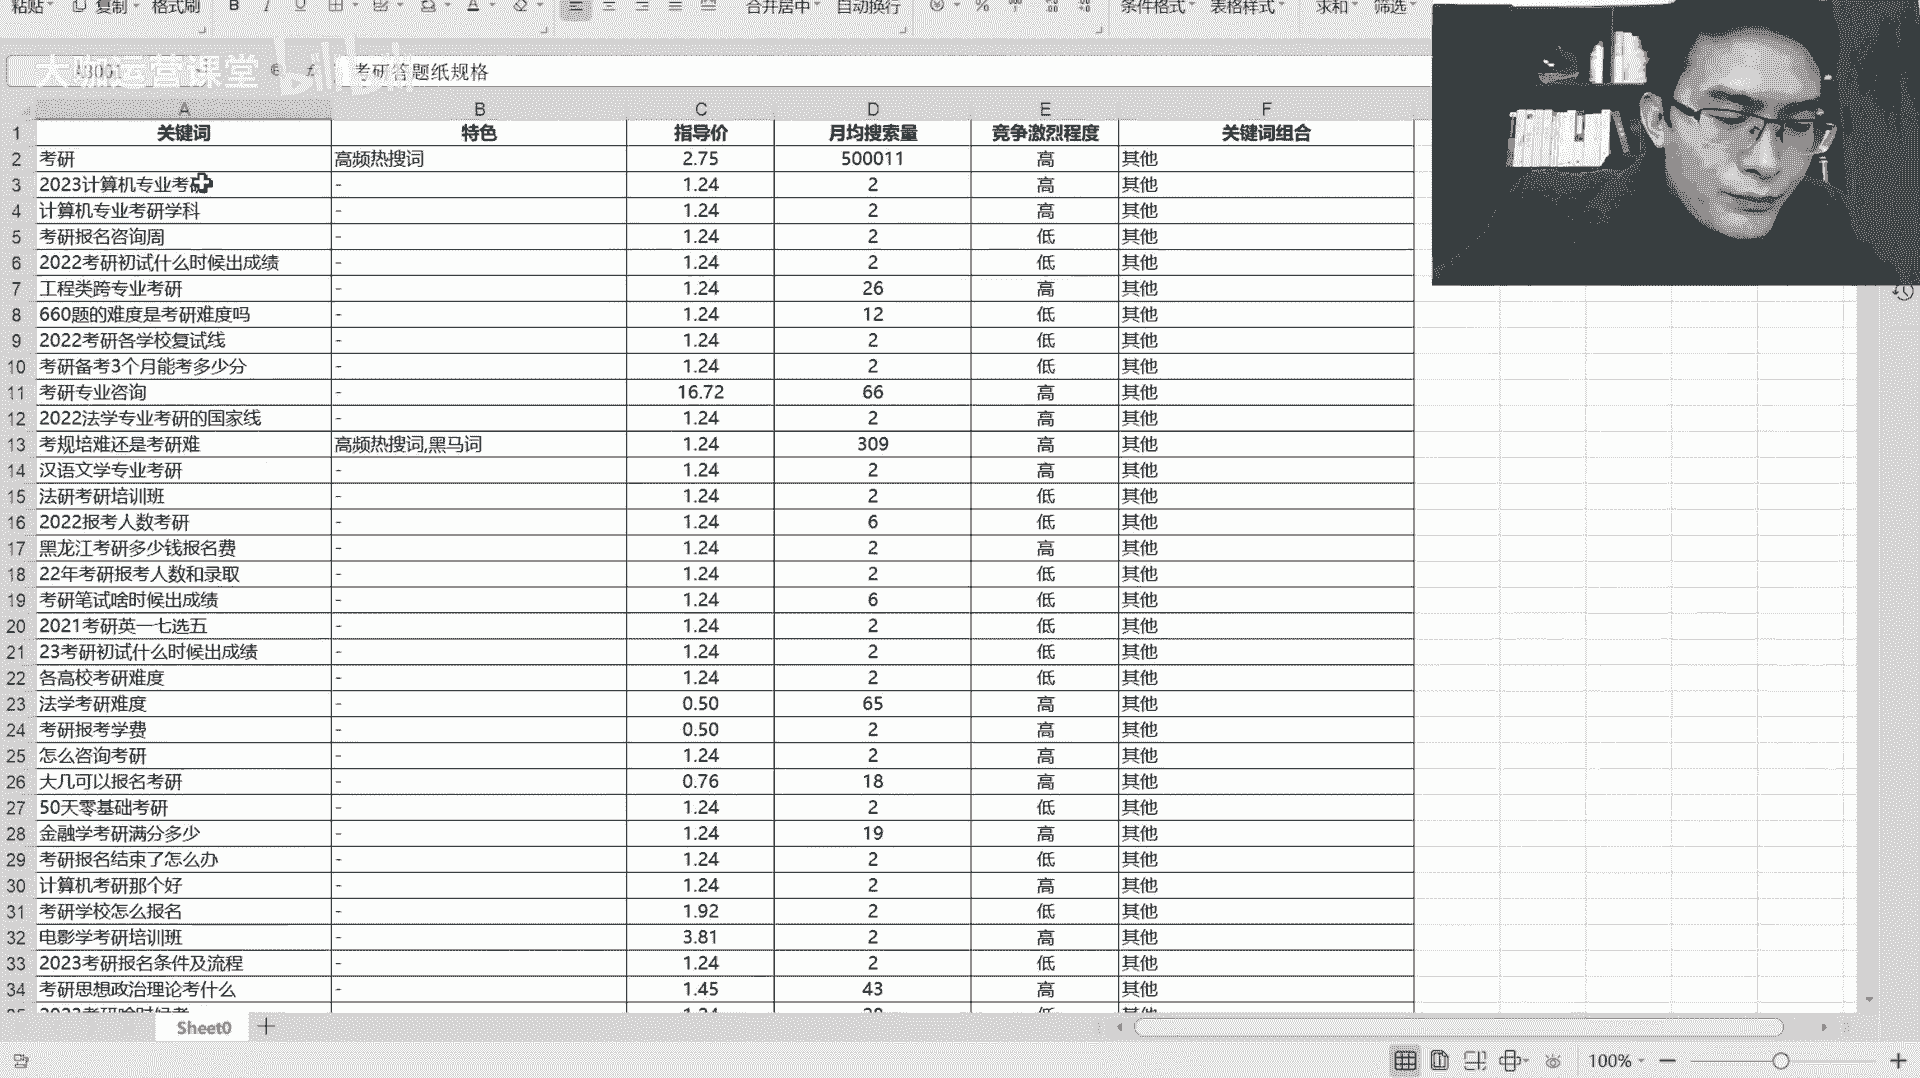 粘贴 复制 格式刷 B I U A 合并居中 自动换行 % 条件格式 表格样式 求和 筛选
大咖运营课堂 bilibili
考研答题纸规格
A B C D E F
1 关键词 特色 指导价 月均搜索量 竞争激烈程度 关键词组合
2 考研 高频热搜词 2.75 500011 高 其他
3 2023计算机专业考 - 1.24 2 高 其他
4 计算机专业考研学科 - 1.24 2 高 其他
5 考研报名咨询周 - 1.24 2 低 其他
6 2022考研初试什么时候出成绩 - 1.24 2 低 其他
7 工程类跨专业考研 - 1.24 26 高 其他
8 660题的难度是考研难度吗 - 1.24 12 低 其他
9 2022考研各学校复试线 - 1.24 2 低 其他
10 考研备考3个月能考多少分 - 1.24 2 低 其他
11 考研专业咨询 - 16.72 66 高 其他
12 2022法学专业考研的国家线 - 1.24 2 高 其他
13 考规培难还是考研难 高频热搜词,黑马词 1.24 309 高 其他
14 汉语文学专业考研 - 1.24 2 高 其他
15 法研考研培训班 - 1.24 2 低 其他
16 2022报考人数考研 - 1.24 6 低 其他
17 黑龙江考研多少钱报名费 - 1.24 2 高 其他
18 22年考研报考人数和录取 - 1.24 2 低 其他
19 考研笔试啥时候出成绩 - 1.24 6 低 其他
20 2021考研英一七选五 - 1.24 2 低 其他
21 23考研初试什么时候出成绩 - 1.24 2 低 其他
22 各高校考研难度 - 1.24 2 低 其他
23 法学考研难度 - 0.50 65 高 其他
24 考研报考学费 - 0.50 2 高 其他
25 怎么咨询考研 - 1.24 2 高 其他
26 大几可以报名考研 - 0.76 18 高 其他
27 50天零基础考研 - 1.24 2 低 其他
28 金融学考研满分多少 - 1.24 19 高 其他
29 考研报名结束了怎么办 - 1.24 2 低 其他
30 计算机考研那个好 - 1.24 2 高 其他
31 考研学校怎么报名 - 1.92 2 低 其他
32 电影学考研培训班 - 3.81 2 高 其他
33 2023考研报名条件及流程 - 1.24 2 低 其他
34 考研思想政治理论考什么 - 1.45 43 高 其他
Sheet0
100%